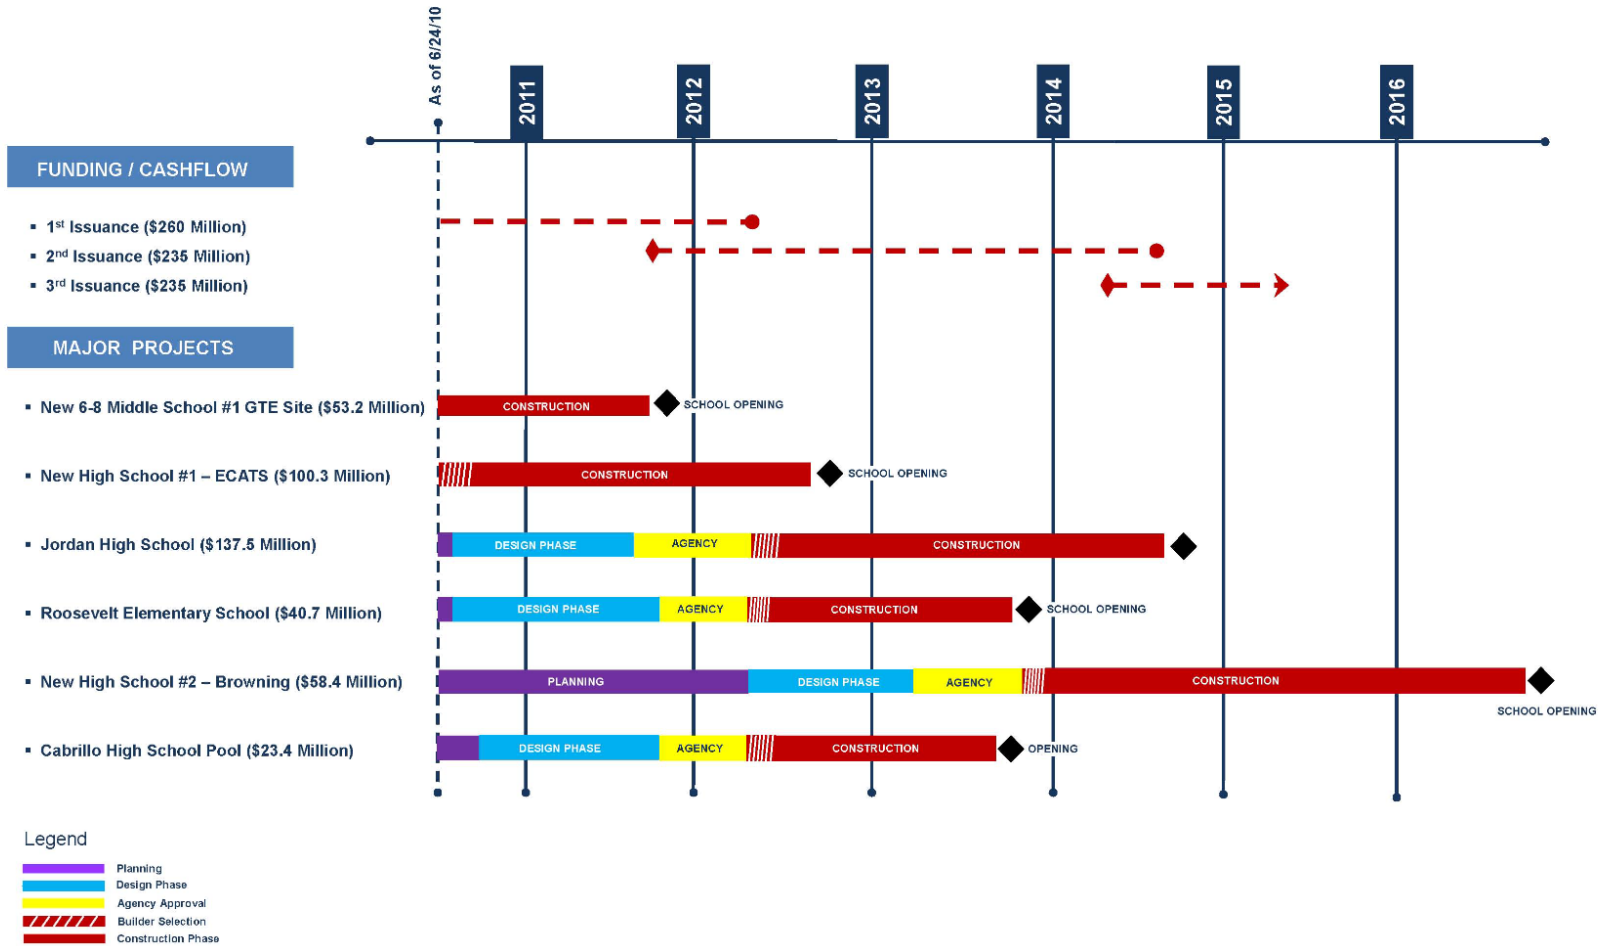 As of 6/24/10
2011
2012
2013
2014
2015
2016
FUNDING / CASHFLOW
▪ 1st Issuance ($260 Million)
▪ 2nd Issuance ($235 Million)
▪ 3rd Issuance ($235 Million)
MAJOR PROJECTS
▪ New 6-8 Middle School #1 GTE Site ($53.2 Million)
CONSTRUCTION
SCHOOL OPENING
▪ New High School #1 – ECATS ($100.3 Million)
CONSTRUCTION
SCHOOL OPENING
▪ Jordan High School ($137.5 Million)
DESIGN PHASE
AGENCY
CONSTRUCTION
▪ Roosevelt Elementary School ($40.7 Million)
DESIGN PHASE
AGENCY
CONSTRUCTION
SCHOOL OPENING
▪ New High School #2 – Browning ($58.4 Million)
PLANNING
DESIGN PHASE
AGENCY
CONSTRUCTION
SCHOOL OPENING
▪ Cabrillo High School Pool ($23.4 Million)
DESIGN PHASE
AGENCY
CONSTRUCTION
OPENING
Legend
Planning
Design Phase
Agency Approval
Builder Selection
Construction Phase